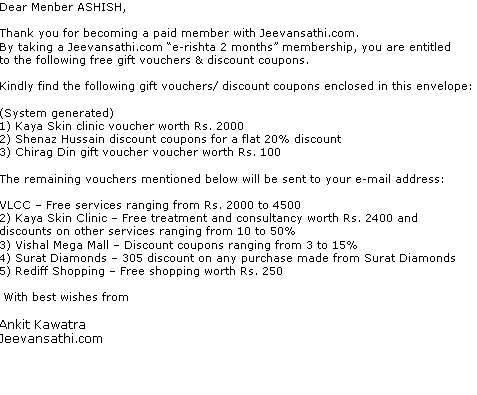 Dear Menber ASHISH,
Thank you for becoming a paid member with Jeevansathi.com.
By taking a Jeevansathi.com “e-rishta 2 months” membership, you are entitled
to the following free gift vouchers & discount coupons.
Kindly find the following gift vouchers/ discount coupons enclosed in this envelope:
(System generated)
1) Kaya Skin clinic voucher worth Rs. 2000
2) Shenaz Hussain discount coupons for a flat 20% discount
3) Chirag Din gift voucher voucher worth Rs. 100
The remaining vouchers mentioned below will be sent to your e-mail address:
VLCC – Free services ranging from Rs. 2000 to 4500
2) Kaya Skin Clinic – Free treatment and consultancy worth Rs. 2400 and
discounts on other services ranging from 10 to 50%
3) Vishal Mega Mall – Discount coupons ranging from 3 to 15%
4) Surat Diamonds – 305 discount on any purchase made from Surat Diamonds
5) Rediff Shopping – Free shopping worth Rs. 250
With best wishes from
Ankit Kawatra
Jeevansathi.com